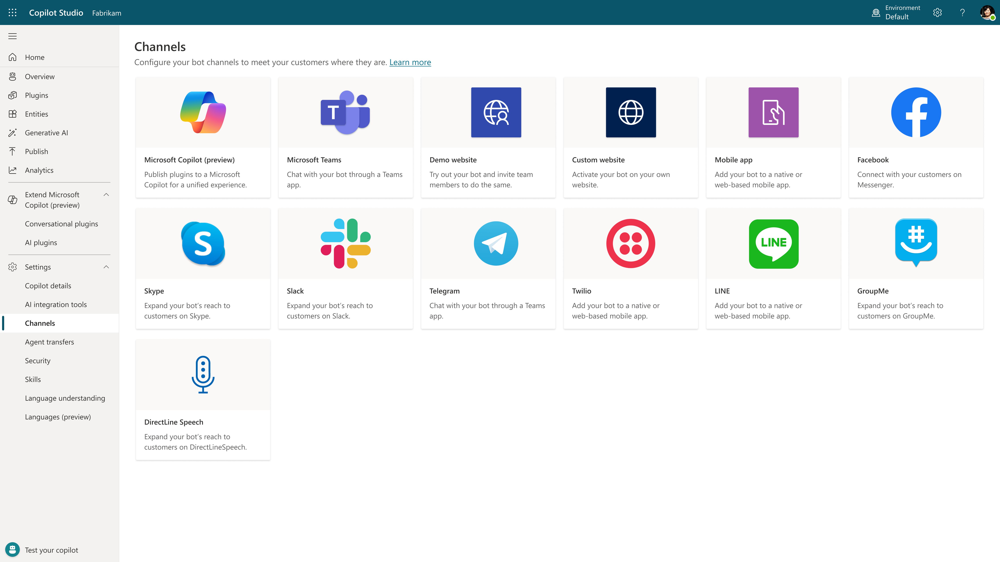 Copilot Studio Fabrikam
Environment
Default
Home
Overview
Plugins
Entities
Generative AI
Publish
Analytics
Extend Microsoft
Copilot (preview)
Conversational plugins
AI plugins
Settings
Copilot details
AI integration tools
Channels
Agent transfers
Security
Skills
Language understanding
Languages (preview)
Test your copilot
Channels
Configure your bot channels to meet your customers where they are. Learn more
Microsoft Copilot (preview)
Publish plugins to a Microsoft
Copilot for a unified experience.
T
Microsoft Teams
Chat with your bot through a Teams
app.
Demo website
Try out your bot and invite team
members to do the same.
Custom website
Activate your bot on your own
website.
Mobile app
Add your bot to a native or
web-based mobile app.
f
Facebook
Connect with your customers on
Messenger.
S
Skype
Expand your bot’s reach to
customers on Skype.
Slack
Expand your bot’s reach to
customers on Slack.
Telegram
Chat with your bot through a Teams
app.
Twilio
Add your bot to a native or
web-based mobile app.
LINE
LINE
Add your bot to a native or
web-based mobile app.
#
GroupMe
Expand your bot’s reach to
customers on GroupMe.
DirectLine Speech
Expand your bot’s reach to
customers on DirectLineSpeech.